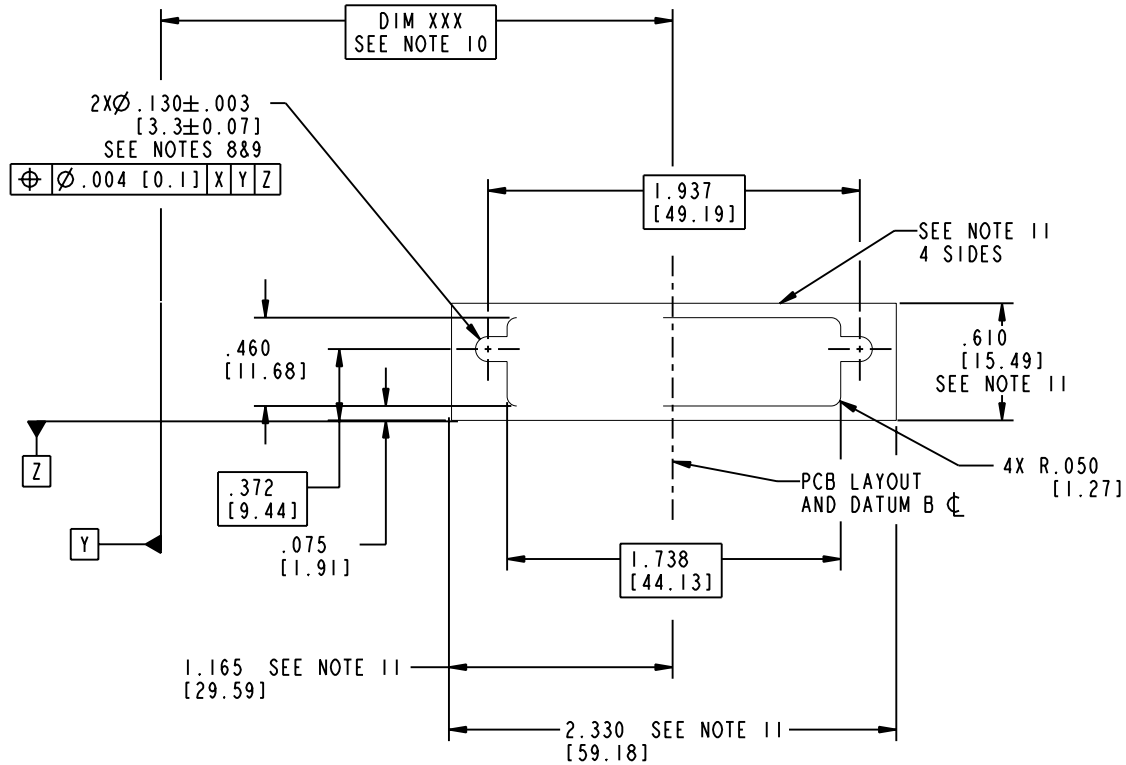 DIM XXX
SEE NOTE 10
2XØ .130±.003
[3.3±0.07]
SEE NOTES 8&9
⌖ Ø.004 [0.1] X Y Z
1.937
[49.19]
SEE NOTE 11
4 SIDES
.460
[11.68]
.610
[15.49]
SEE NOTE 11
Z
.372
[9.44]
PCB LAYOUT
AND DATUM B ℄
4X R.050
[1.27]
Y
.075
[1.91]
1.738
[44.13]
1.165 SEE NOTE 11
[29.59]
2.330 SEE NOTE 11
[59.18]